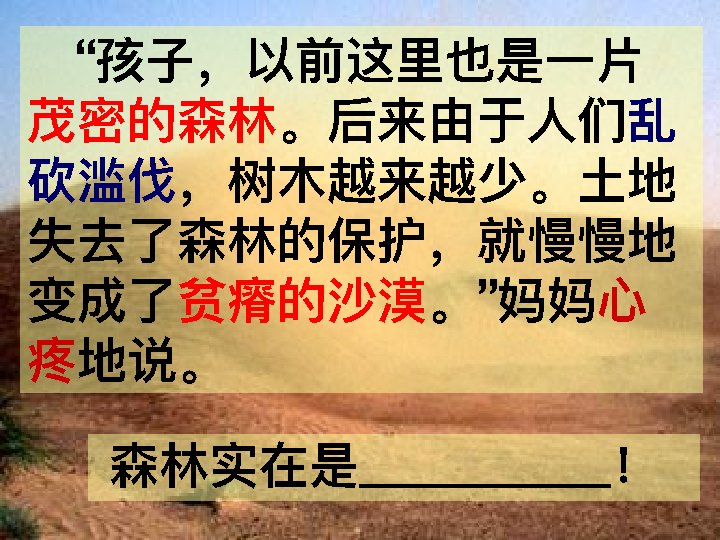 “孩子，以前这里也是一片
茂密的森林。后来由于人们乱
砍滥伐，树木越来越少。土地
失去了森林的保护，就慢慢地
变成了贫瘠的沙漠。”妈妈心
疼地说。
森林实在是__________！